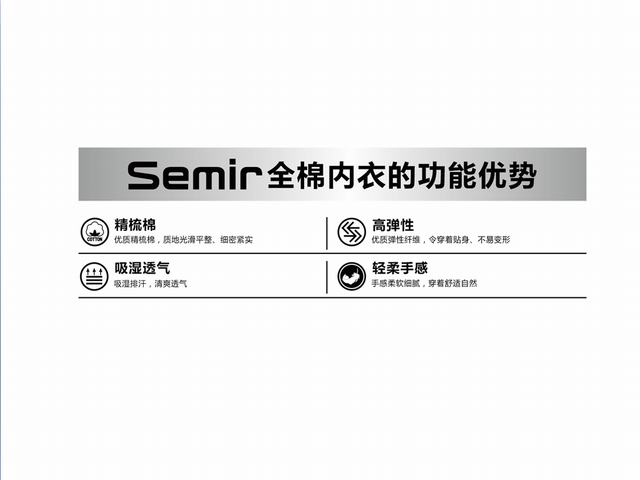 Semir全棉内衣的功能优势
精梳棉
优质精梳棉，质地光滑平整、细密紧实
COTTON
高弹性
优质弹性纤维，令穿着贴身、不易变形
吸湿透气
吸湿排汗，清爽透气
轻柔手感
手感柔软细腻，穿着舒适自然